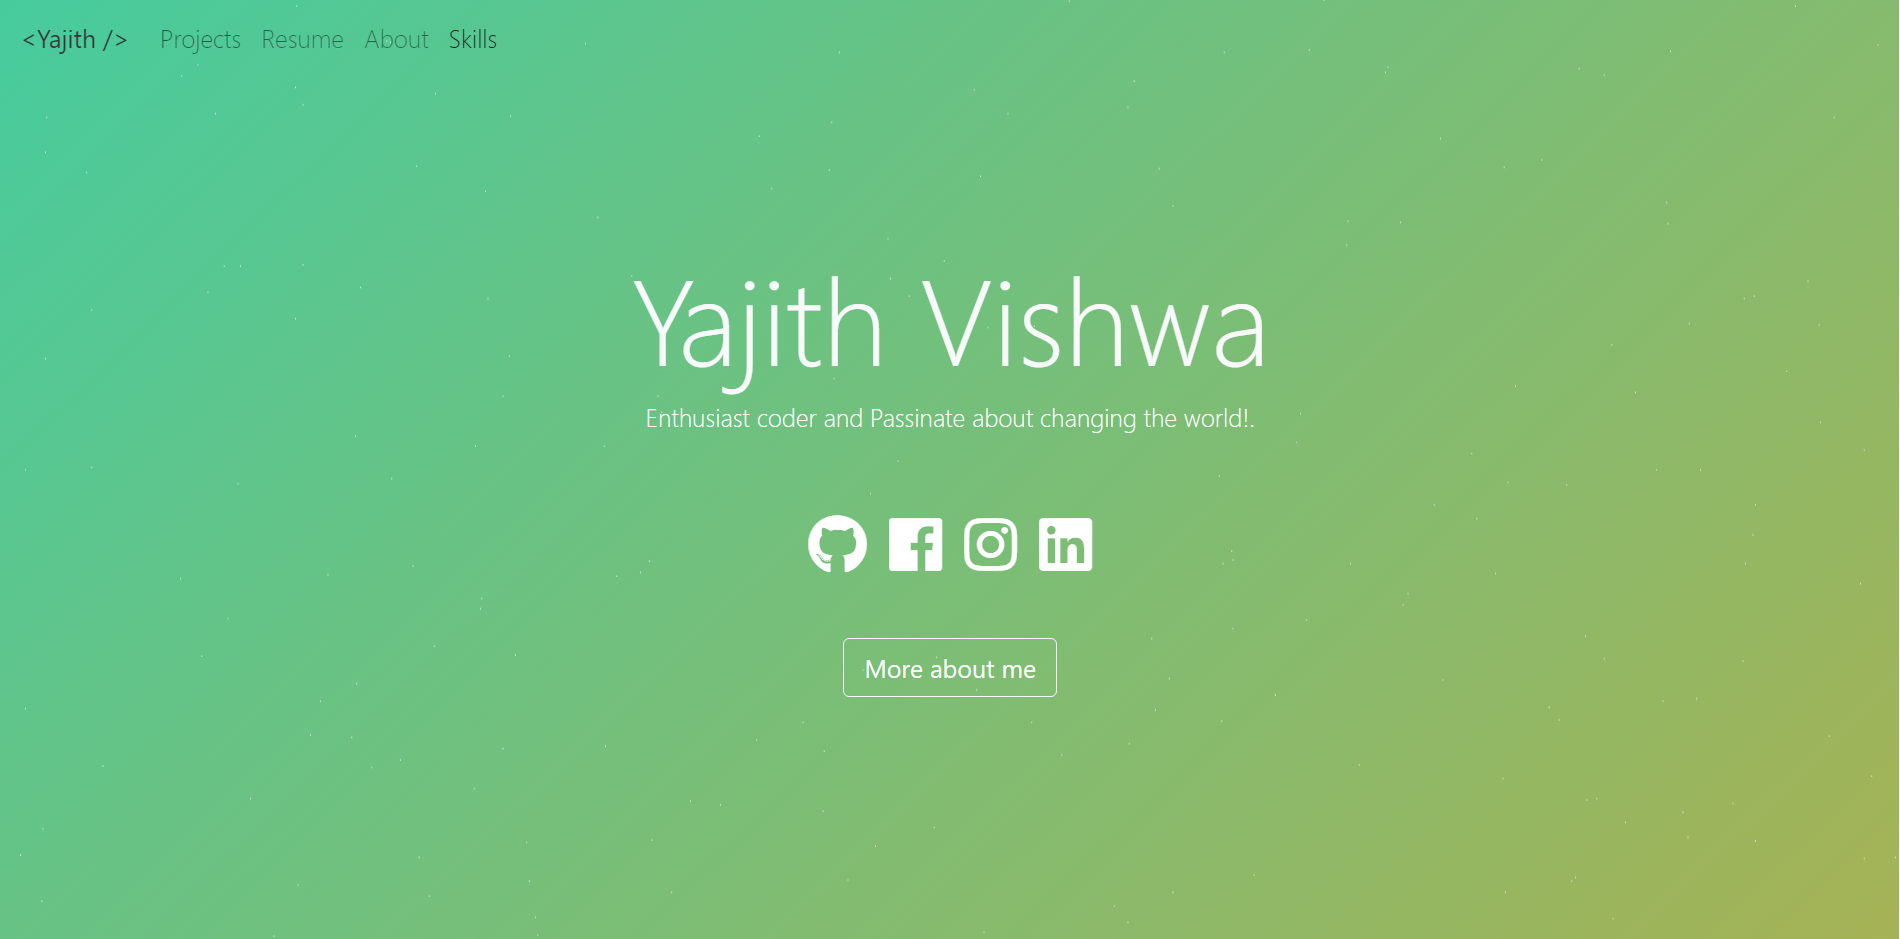 <Yajith /> Projects Resume About Skills
Yajith Vishwa
Enthusiast coder and Passinate about changing the world!.
More about me